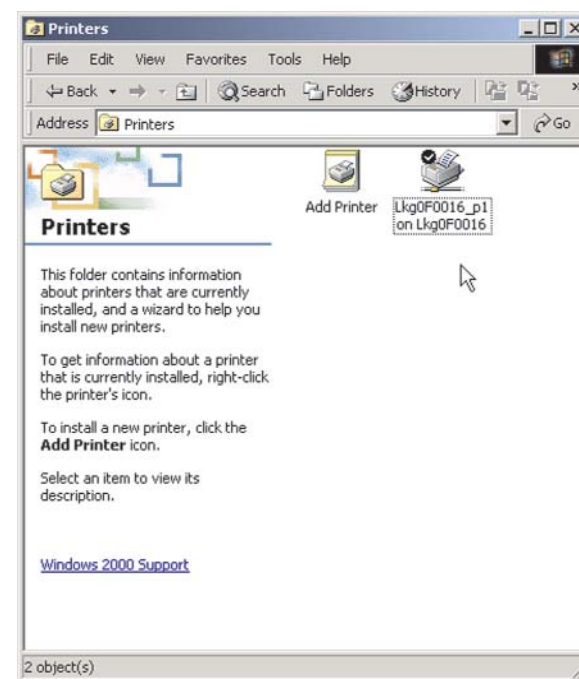 Printers
File Edit View Favorites Tools Help
Back Search Folders History »
Address Printers Go
Printers
This folder contains information
about printers that are currently
installed, and a wizard to help you
install new printers.
To get information about a printer
that is currently installed, right-click
the printer's icon.
To install a new printer, click the
Add Printer icon.
Select an item to view its
description.
Windows 2000 Support
Add Printer
Lkg0F0016_p1
on Lkg0F0016
2 object(s)